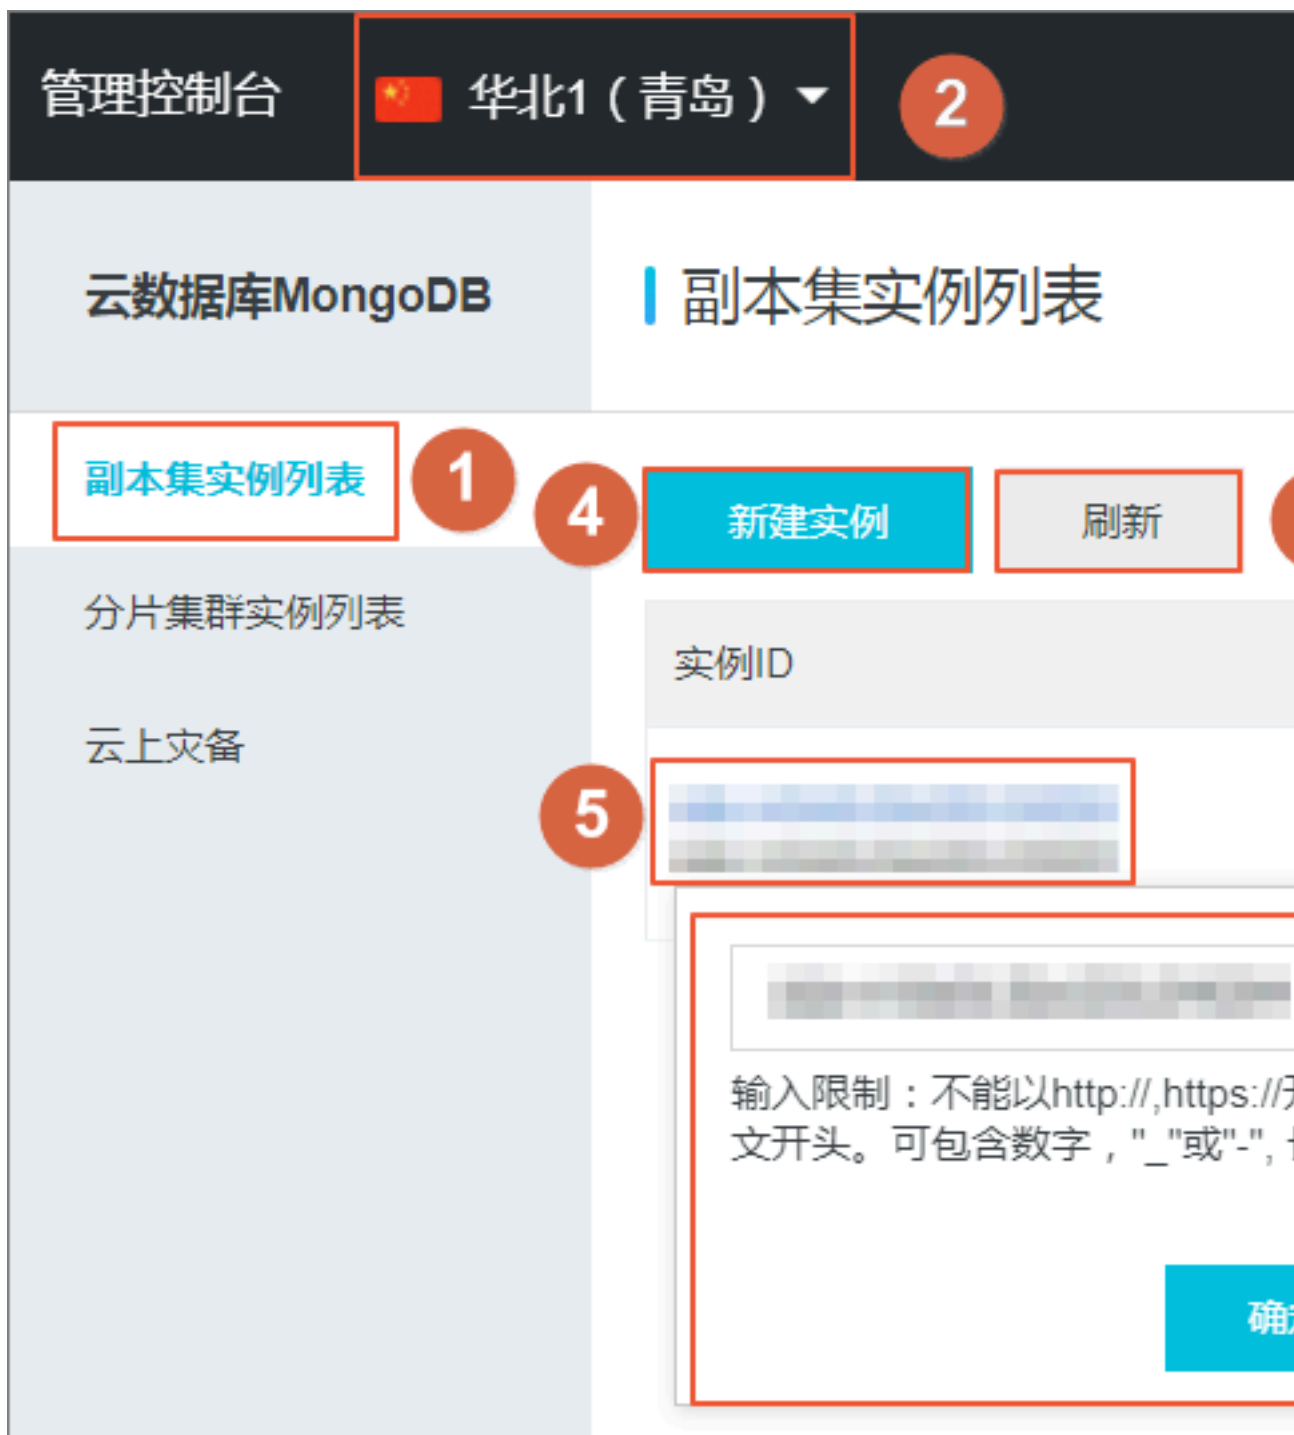 管理控制台
华北1（青岛）
2
云数据库MongoDB
副本集实例列表
副本集实例列表
1
4
新建实例
刷新
分片集群实例列表
实例ID
云上灾备
5
输入限制：不能以http://,https://
文开头。可包含数字，"_"或"-",
确